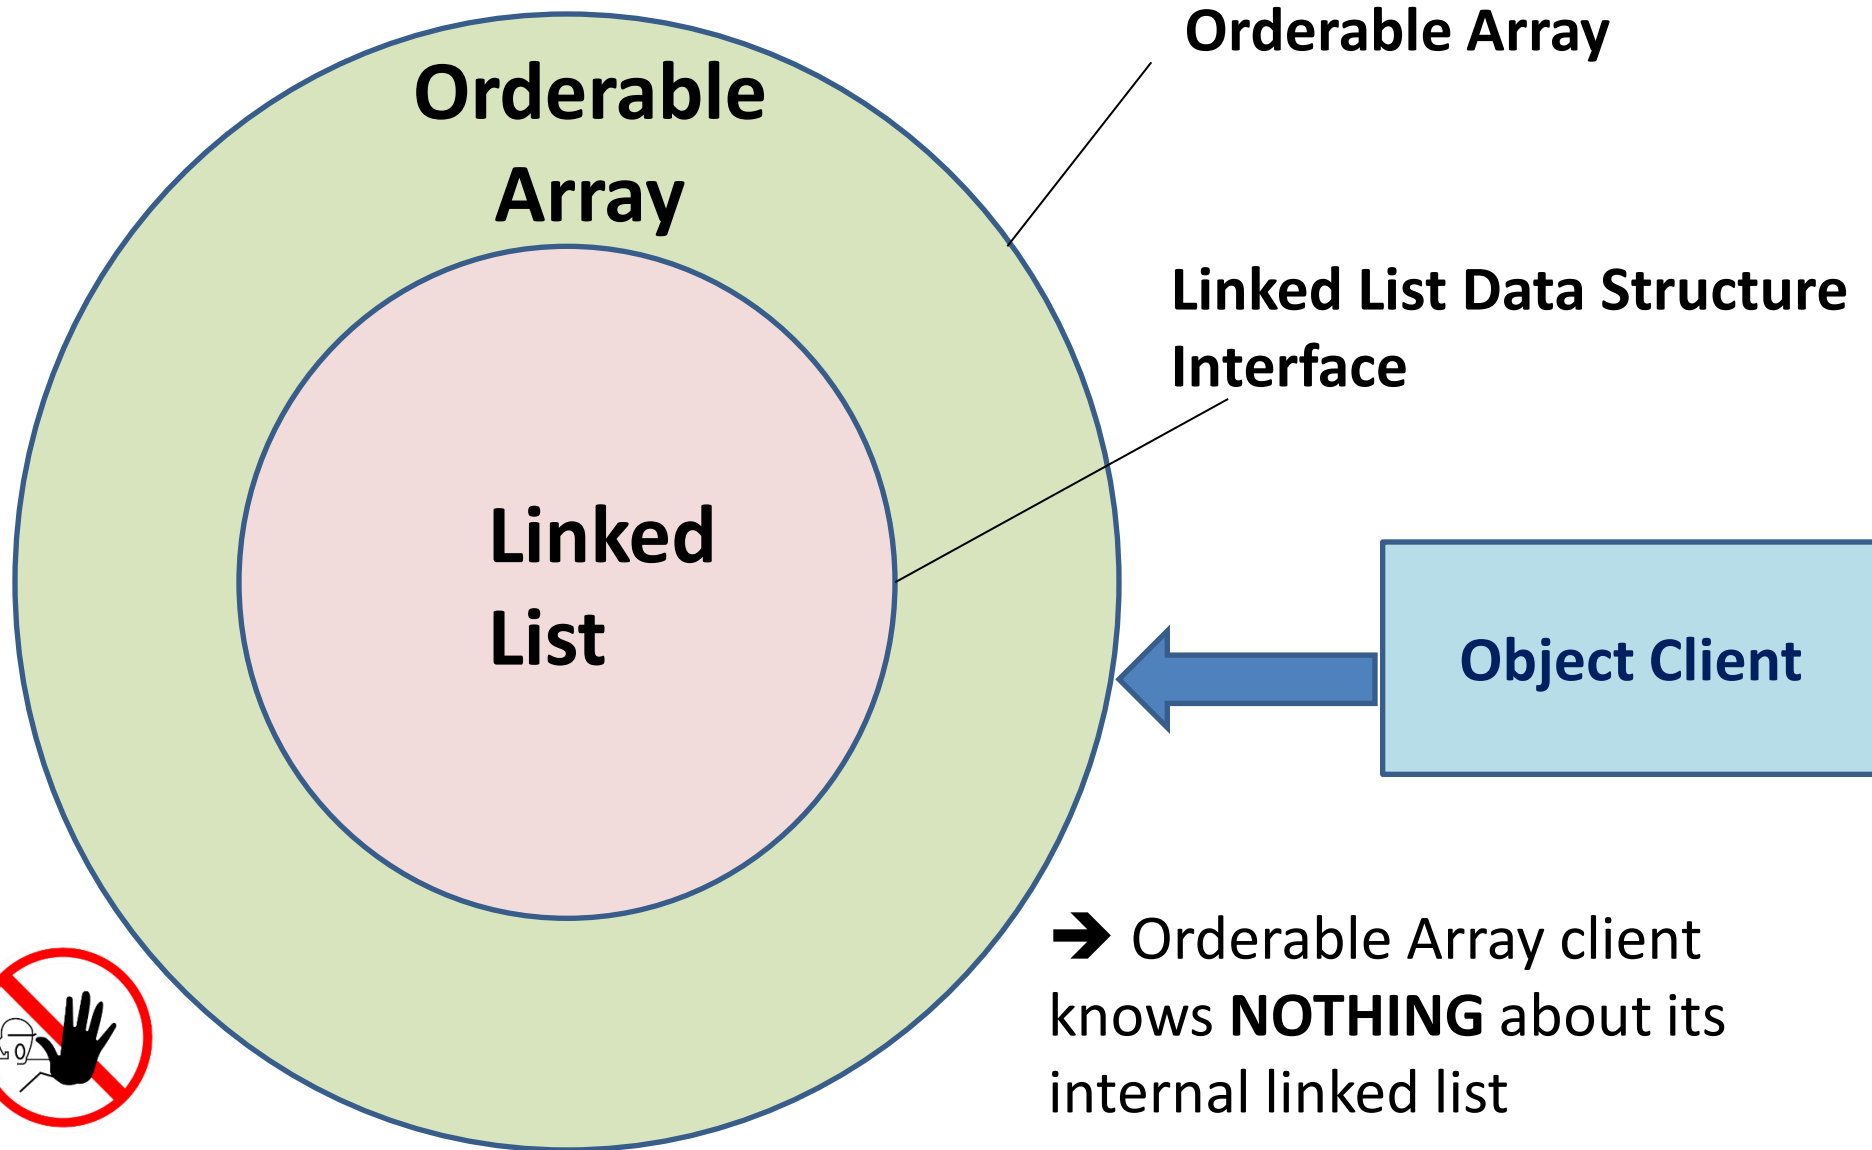 Orderable Array
Orderable
Array
Linked List Data Structure
Interface
Linked
List
Object Client
➔ Orderable Array client
knows NOTHING about its
internal linked list